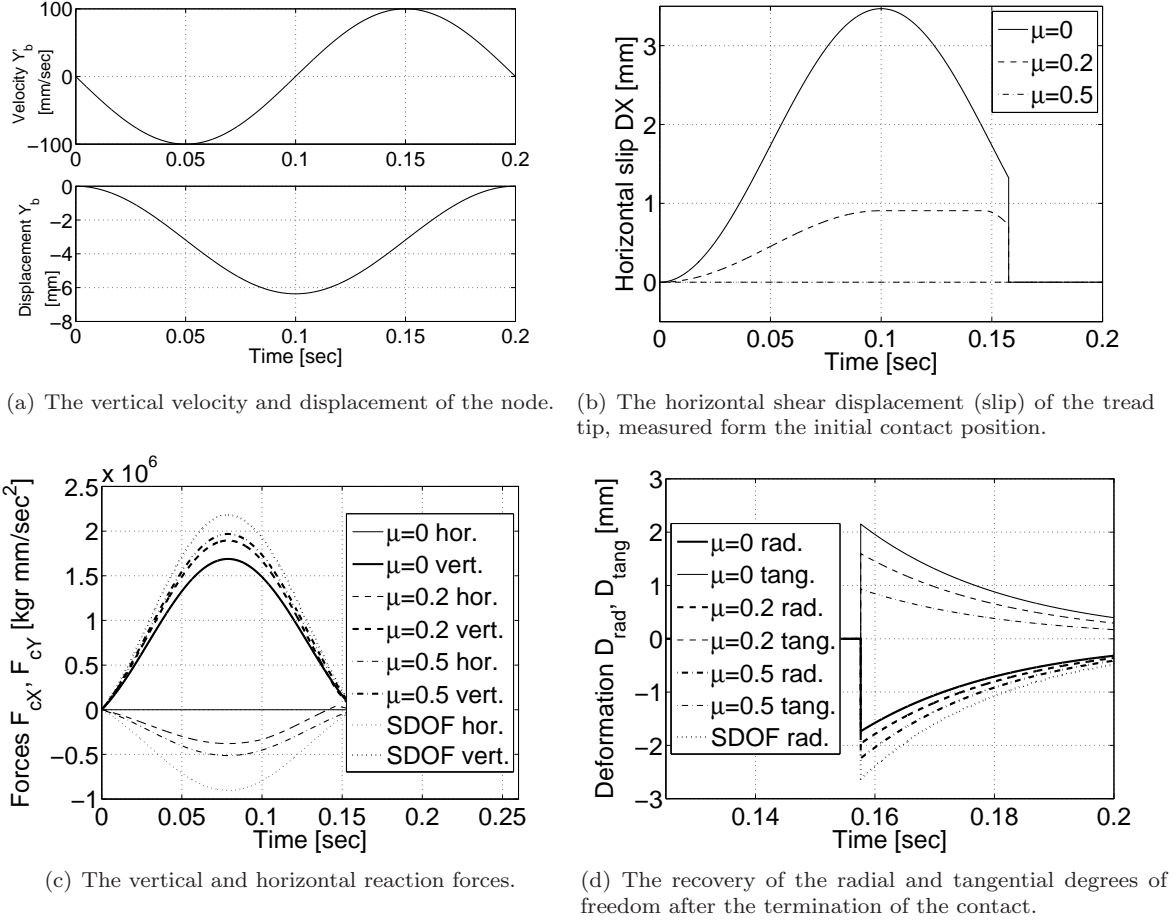 100
0
−100
0
0.05
0.1
0.15
0.2
Velocity Y'b
[mm/sec]
0
−2
−4
−6
−8
0
0.05
0.1
0.15
0.2
Displacement Yb
[mm]
Time [sec]
(a) The vertical velocity and displacement of the node.
3
2
1
0
0
0.05
0.1
0.15
0.2
Horizontal slip DX [mm]
Time [sec]
μ=0
μ=0.2
μ=0.5
(b) The horizontal shear displacement (slip) of the tread
tip, measured form the initial contact position.
x 10^6
2.5
2
1.5
1
0.5
0
−0.5
−1
0
0.05
0.1
0.15
0.2
0.25
Forces FcX, FcY [kgr mm/sec^2]
Time [sec]
μ=0 hor.
μ=0 vert.
μ=0.2 hor.
μ=0.2 vert.
μ=0.5 hor.
μ=0.5 vert.
SDOF hor.
SDOF vert.
(c) The vertical and horizontal reaction forces.
3
2
1
0
−1
−2
−3
0.14
0.16
0.18
0.2
Deformation Drad, Dtang [mm]
Time [sec]
μ=0 rad.
μ=0 tang.
μ=0.2 rad.
μ=0.2 tang.
μ=0.5 rad.
μ=0.5 tang.
SDOF rad.
(d) The recovery of the radial and tangential degrees of
freedom after the termination of the contact.